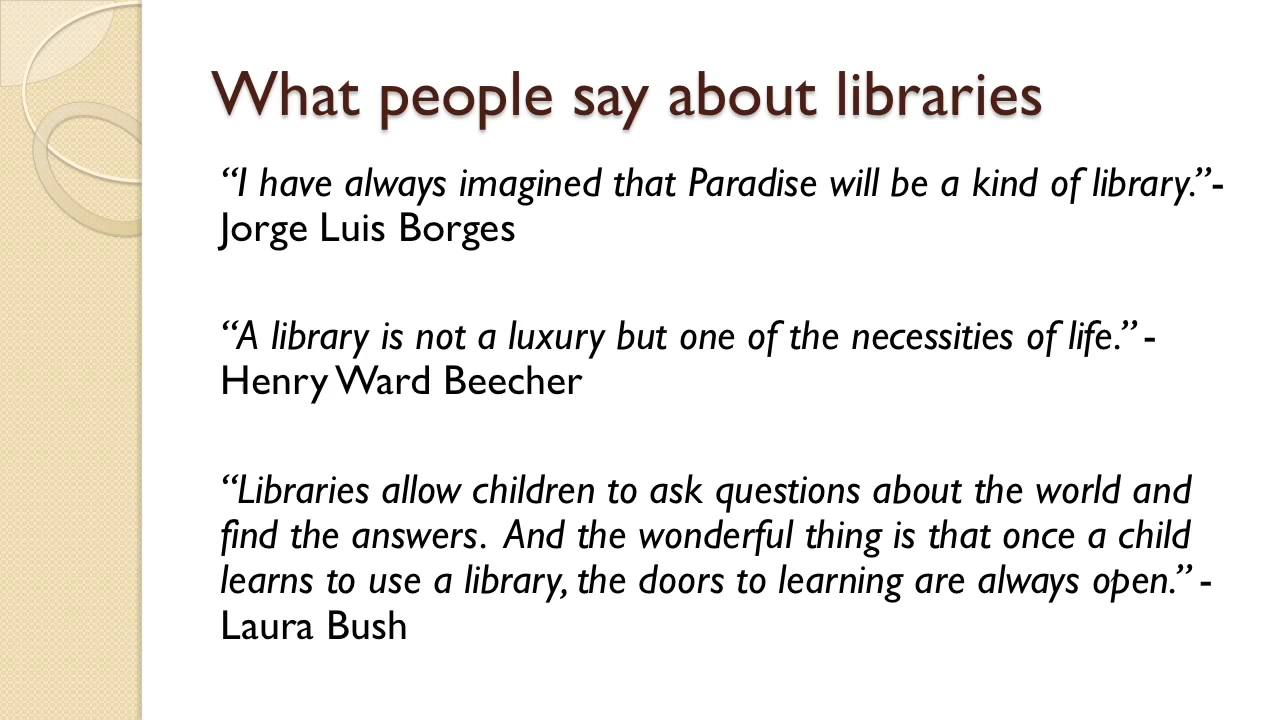 What people say about libraries
“I have always imagined that Paradise will be a kind of library.”-
Jorge Luis Borges
“A library is not a luxury but one of the necessities of life.” -
Henry Ward Beecher
“Libraries allow children to ask questions about the world and
find the answers.  And the wonderful thing is that once a child
learns to use a library, the doors to learning are always open.” -
Laura Bush